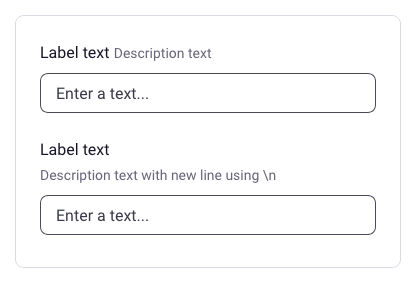 Label text Description text
Enter a text...
Label text
Description text with new line using \n
Enter a text...